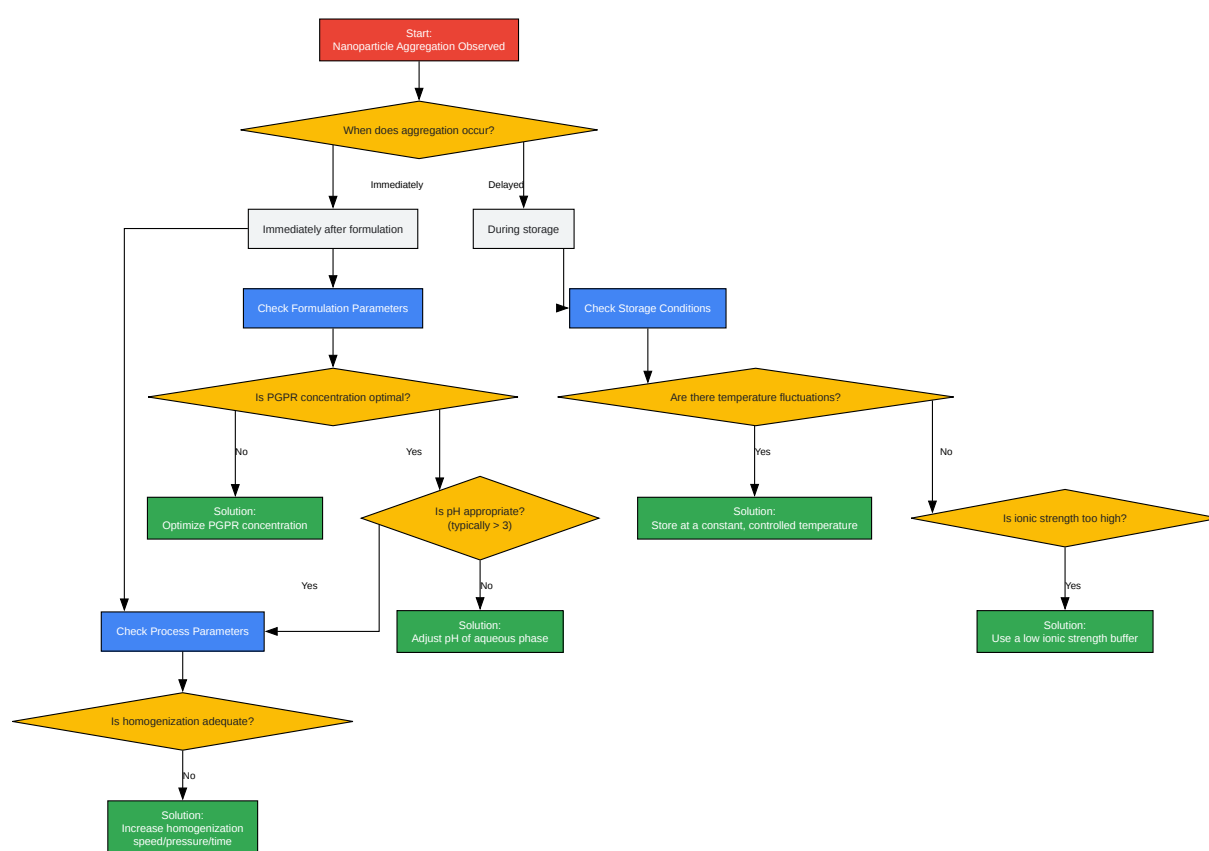 Start:
Nanoparticle Aggregation Observed
When does aggregation occur?
Immediately
Delayed
Immediately after formulation
During storage
Check Formulation Parameters
Check Storage Conditions
Is PGPR concentration optimal?
Are there temperature fluctuations?
No
Yes
Yes
No
Solution:
Optimize PGPR concentration
Is pH appropriate?
(typically > 3)
Solution:
Store at a constant, controlled temperature
Is ionic strength too high?
Yes
No
Yes
Check Process Parameters
Solution:
Adjust pH of aqueous phase
Solution:
Use a low ionic strength buffer
Is homogenization adequate?
No
Solution:
Increase homogenization
speed/pressure/time